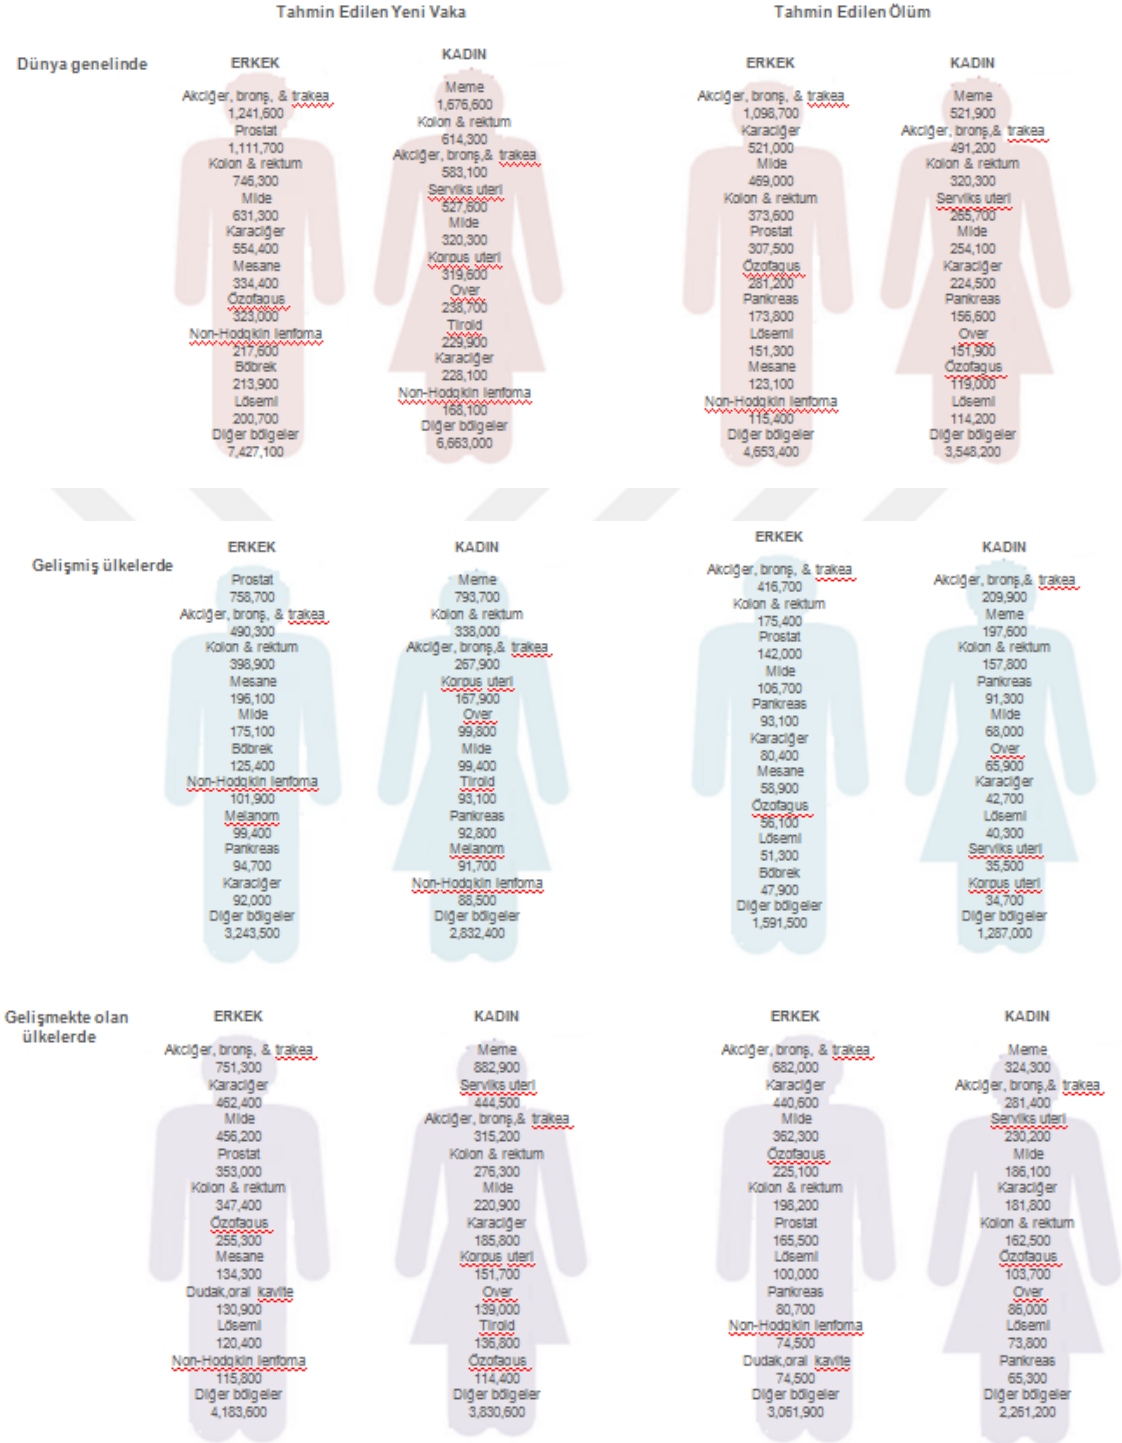 Tahmin Edilen Yeni Vaka
Tahmin Edilen Ölüm
Dünya genelinde
ERKEK
Akciğer, bronş, & trakea
1,241,600
Prostat
1,111,700
Kolon & rektum
746,300
Mide
631,300
Karaciğer
554,400
Mesane
334,400
Özofagus
323,000
Non-Hodgkin lenfoma
217,600
Böbrek
213,900
Lösemi
200,700
Diğer bölgeler
7,427,100
KADIN
Meme
1,676,600
Kolon & rektum
614,300
Akciğer, bronş,& trakea
583,100
Serviks uteri
527,600
Mide
320,300
Korpus uteri
319,600
Over
238,700
Tiroid
229,900
Karaciğer
228,100
Non-Hodgkin lenfoma
168,100
Diğer bölgeler
6,663,000
ERKEK
Akciğer, bronş, & trakea
1,098,700
Karaciğer
521,000
Mide
469,000
Kolon & rektum
373,600
Prostat
307,500
Özofagus
281,200
Pankreas
173,800
Lösemi
151,300
Mesane
123,100
Non-Hodgkin lenfoma
115,400
Diğer bölgeler
4,653,400
KADIN
Meme
521,900
Akciğer, bronş,& trakea
491,200
Kolon & rektum
320,300
Serviks uteri
265,700
Mide
254,100
Karaciğer
224,500
Pankreas
156,600
Over
151,900
Özofagus
119,000
Lösemi
114,200
Diğer bölgeler
3,548,200
Gelişmiş ülkelerde
ERKEK
Prostat
758,700
Akciğer, bronş, & trakea
490,300
Kolon & rektum
398,900
Mesane
196,100
Mide
175,100
Böbrek
125,400
Non-Hodgkin lenfoma
101,900
Melanom
99,400
Pankreas
94,700
Karaciğer
92,000
Diğer bölgeler
3,243,500
KADIN
Meme
793,700
Kolon & rektum
338,000
Akciğer, bronş,& trakea
267,900
Korpus uteri
167,900
Over
99,800
Mide
99,400
Tiroid
93,100
Pankreas
92,800
Melanom
91,700
Non-Hodgkin lenfoma
88,500
Diğer bölgeler
2,832,400
ERKEK
Akciğer, bronş, & trakea
416,700
Kolon & rektum
175,400
Prostat
142,000
Mide
106,700
Pankreas
93,100
Karaciğer
80,400
Mesane
58,900
Özofagus
56,100
Lösemi
51,300
Böbrek
47,900
Diğer bölgeler
1,591,500
KADIN
Akciğer, bronş,& trakea
209,900
Meme
197,600
Kolon & rektum
157,800
Pankreas
91,300
Mide
68,000
Over
65,900
Karaciğer
42,700
Lösemi
40,300
Serviks uteri
35,500
Korpus uteri
34,700
Diğer bölgeler
1,287,000
Gelişmekte olan
ülkelerde
ERKEK
Akciğer, bronş, & trakea
751,300
Karaciğer
462,400
Mide
456,200
Prostat
353,000
Kolon & rektum
347,400
Özofagus
255,300
Mesane
134,300
Dudak,oral kavite
130,900
Lösemi
120,400
Non-Hodgkin lenfoma
115,800
Diğer bölgeler
4,183,600
KADIN
Meme
882,900
Serviks uteri
444,500
Akciğer, bronş,& trakea
315,200
Kolon & rektum
276,300
Mide
220,900
Karaciğer
185,800
Korpus uteri
151,700
Over
139,000
Tiroid
136,800
Özofagus
114,400
Diğer bölgeler
3,830,600
ERKEK
Akciğer, bronş, & trakea
682,000
Karaciğer
440,600
Mide
362,300
Özofagus
225,100
Kolon & rektum
198,200
Prostat
165,500
Lösemi
100,000
Pankreas
80,700
Non-Hodgkin lenfoma
74,500
Dudak,oral kavite
74,500
Diğer bölgeler
3,061,900
KADIN
Meme
324,300
Akciğer, bronş,& trakea
281,400
Serviks uteri
230,200
Mide
186,100
Karaciğer
181,800
Kolon & rektum
162,500
Özofagus
103,700
Over
86,000
Lösemi
73,800
Pankreas
65,300
Diğer bölgeler
2,261,200